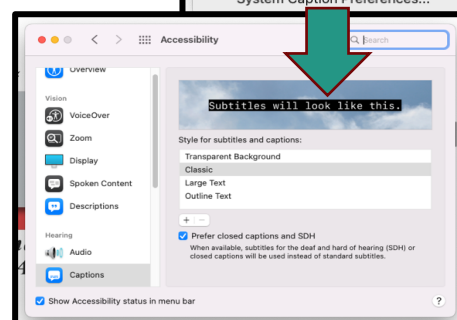 System Caption Preferences...
Accessibility
Search
Overview
Vision
VoiceOver
Zoom
Display
Spoken Content
Descriptions
Hearing
Audio
Captions
Subtitles will look like this.
Style for subtitles and captions:
Transparent Background
Classic
Large Text
Outline Text
+ −
Prefer closed captions and SDH
When available, subtitles for the deaf and hard of hearing (SDH) or
closed captions will be used instead of standard subtitles.
Show Accessibility status in menu bar
?